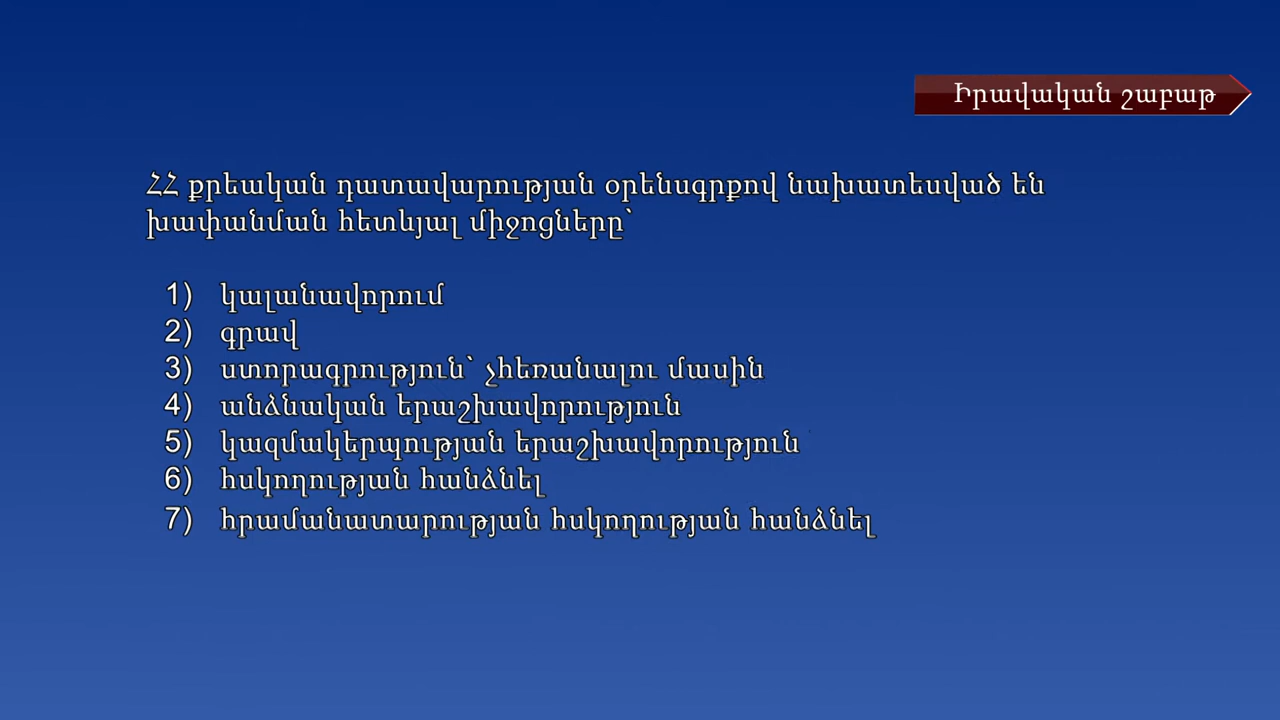 Իրավական շաբաթ
ՀՀ քրեական դատավարության օրենսգրքով նախատեսված են
խափանման հետևյալ միջոցները՝
1) կալանավորում
2) գրավ
3) ստորագրություն՝ չհեռանալու մասին
4) անձնական երաշխավորություն
5) կազմակերպության երաշխավորություն
6) հսկողության հանձնել
7) հրամանատարության հսկողության հանձնել